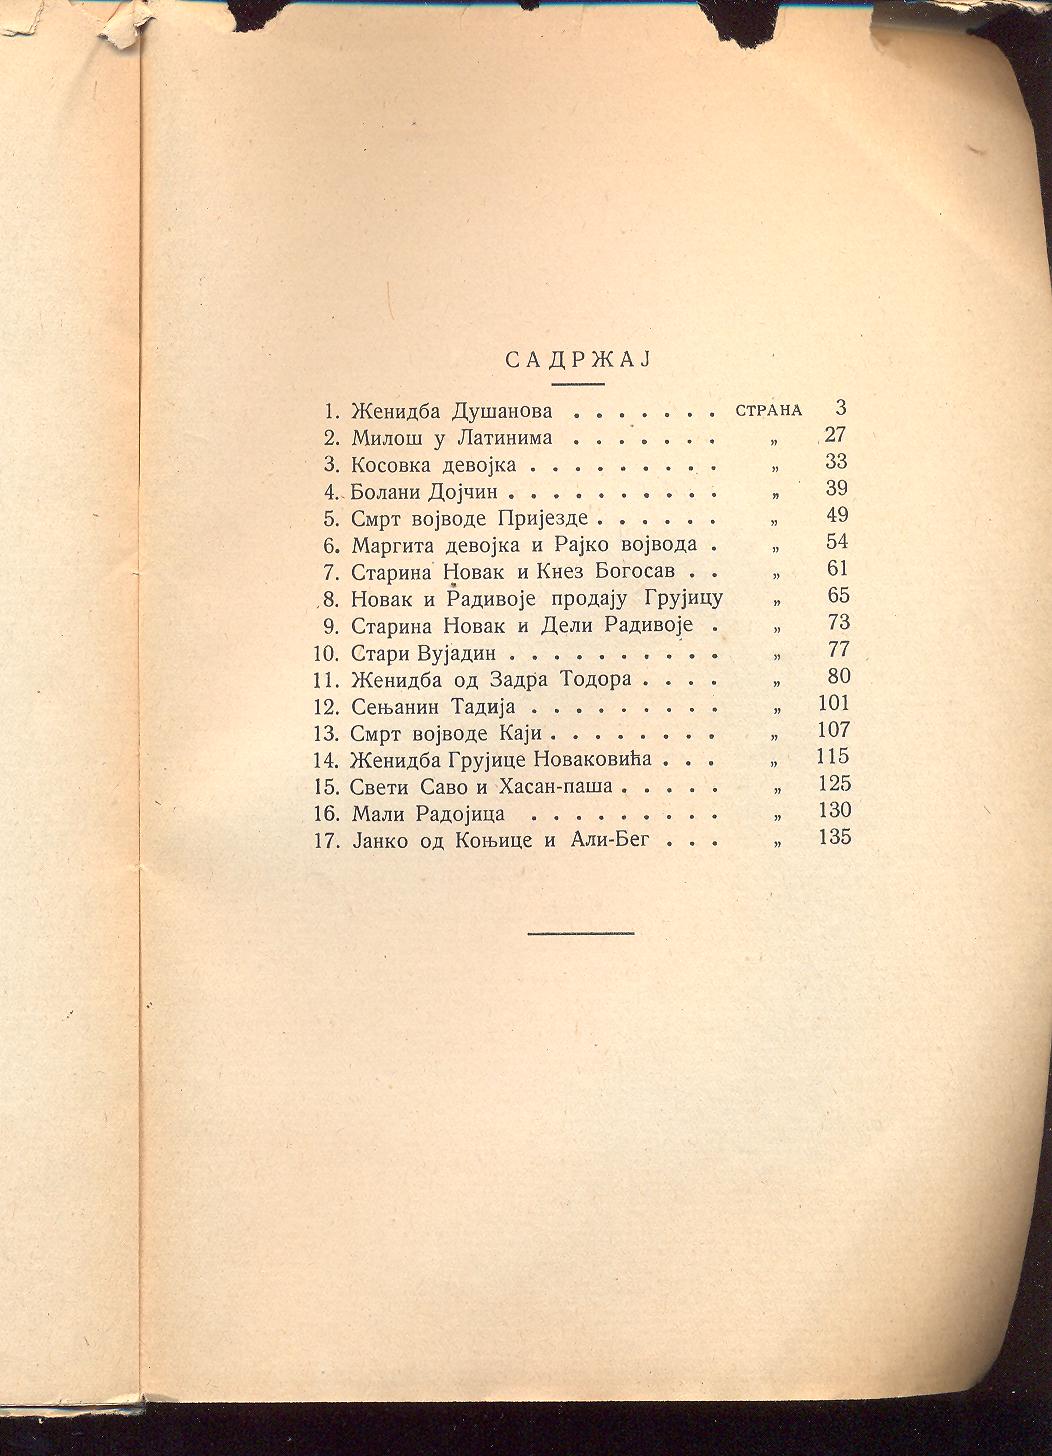 САДРЖАЈ
1. Женидба Душанова . . . . . . . СТРАНА 3
2. Милош у Латинима . . . . . . . „ 27
3. Косовка девојка . . . . . . . . . „ 33
4. Болани Дојчин . . . . . . . . . . „ 39
5. Смрт војводе Пријезде . . . . . . „ 49
6. Маргита девојка и Рајко војвода . „ 54
7. Старина Новак и Кнез Богосав . . „ 61
8. Новак и Радивоје продају Грујицу „ 65
9. Старина Новак и Дели Радивоје . „ 73
10. Стари Вујадин . . . . . . . . . . „ 77
11. Женидба од Задра Тодора . . . . „ 80
12. Сењанин Тадија . . . . . . . . . „ 101
13. Смрт војводе Каји . . . . . . . . „ 107
14. Женидба Грујице Новаковића . . . „ 115
15. Свети Саво и Хасан-паша . . . . . „ 125
16. Мали Радојица . . . . . . . . . „ 130
17. Јанко од Коњице и Али-Бег . . . „ 135